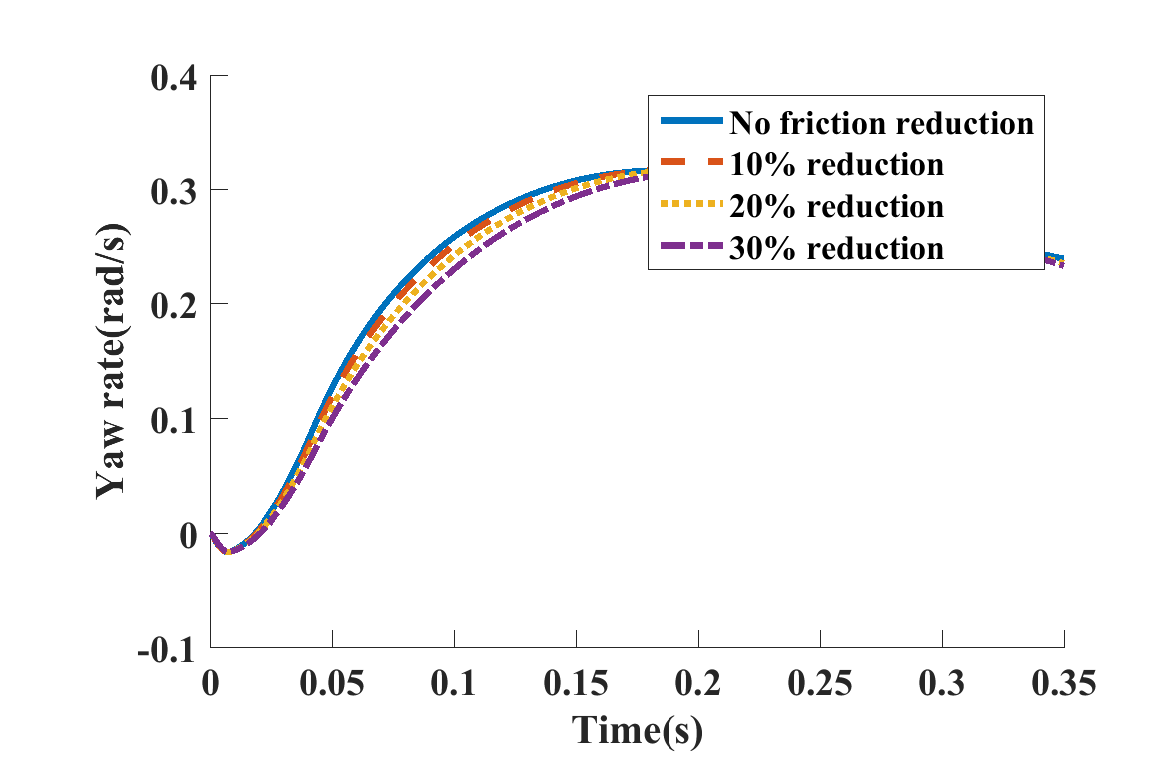 0.4
0.3
0.2
0.1
0
-0.1
Yaw rate(rad/s)
No friction reduction
10% reduction
20% reduction
30% reduction
0 0.05 0.1 0.15 0.2 0.25 0.3 0.35
Time(s)